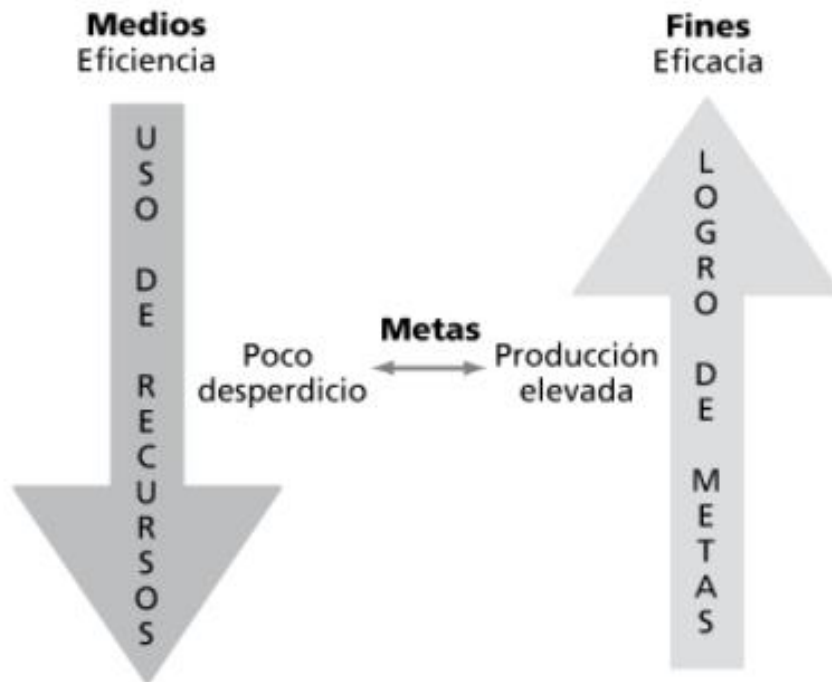 Medios
Eficiencia
USO DE RECURSOS
Metas
Poco
desperdicio
Producción
elevada
Fines
Eficacia
LOGRO DE METAS